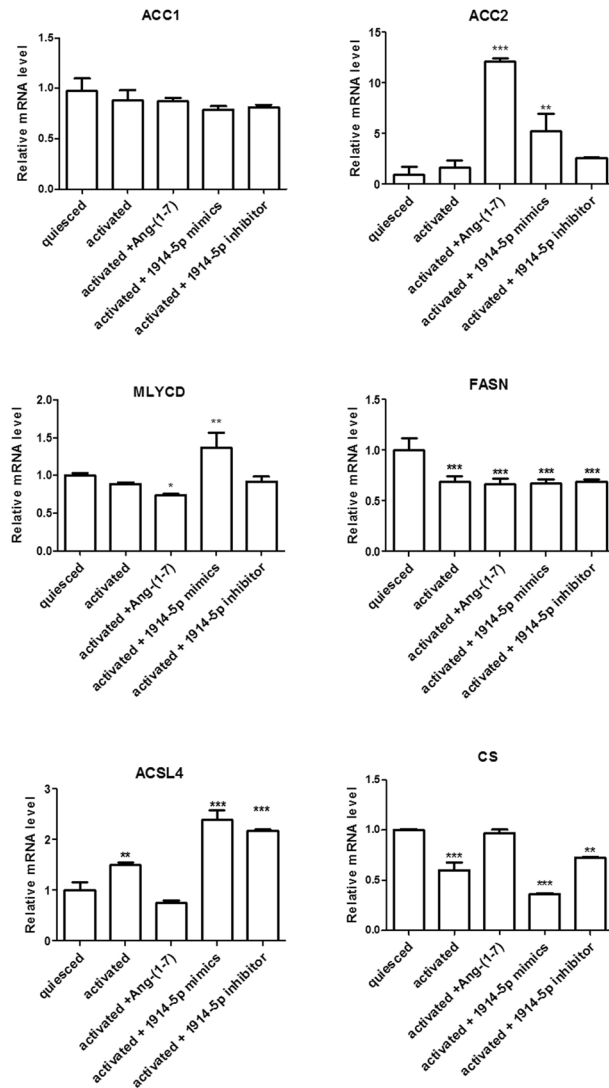 ACC1
Relative mRNA level
1.5
1.0
0.5
0.0
quiesced
activated
activated +Ang-(1-7)
activated + 1914-5p mimics
activated + 1914-5p inhibitor
ACC2
Relative mRNA level
15
10
5
0
***
**
quiesced
activated
activated +Ang-(1-7)
activated + 1914-5p mimics
activated + 1914-5p inhibitor
MLYCD
Relative mRNA level
2.0
1.5
1.0
0.5
0.0
*
**
quiesced
activated
activated +Ang-(1-7)
activated + 1914-5p mimics
activated + 1914-5p inhibitor
FASN
Relative mRNA level
1.5
1.0
0.5
0.0
*** *** *** ***
quiesced
activated
activated +Ang-(1-7)
activated + 1914-5p mimics
activated + 1914-5p inhibitor
ACSL4
Relative mRNA level
3
2
1
0
**
*** ***
quiesced
activated
activated +Ang-(1-7)
activated + 1914-5p mimics
activated + 1914-5p inhibitor
CS
Relative mRNA level
1.5
1.0
0.5
0.0
***
***
**
quiesced
activated
activated +Ang-(1-7)
activated + 1914-5p mimics
activated + 1914-5p inhibitor